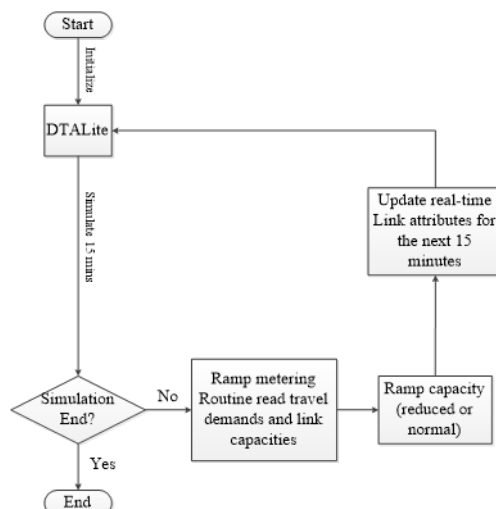 Start
Initialize
DTALite
Simulate 15 mins
Update real-time
Link attributes for
the next 15
minutes
Simulation
End?
No
Ramp metering
Routine read travel
demands and link
capacities
Ramp capacity
(reduced or
normal)
Yes
End